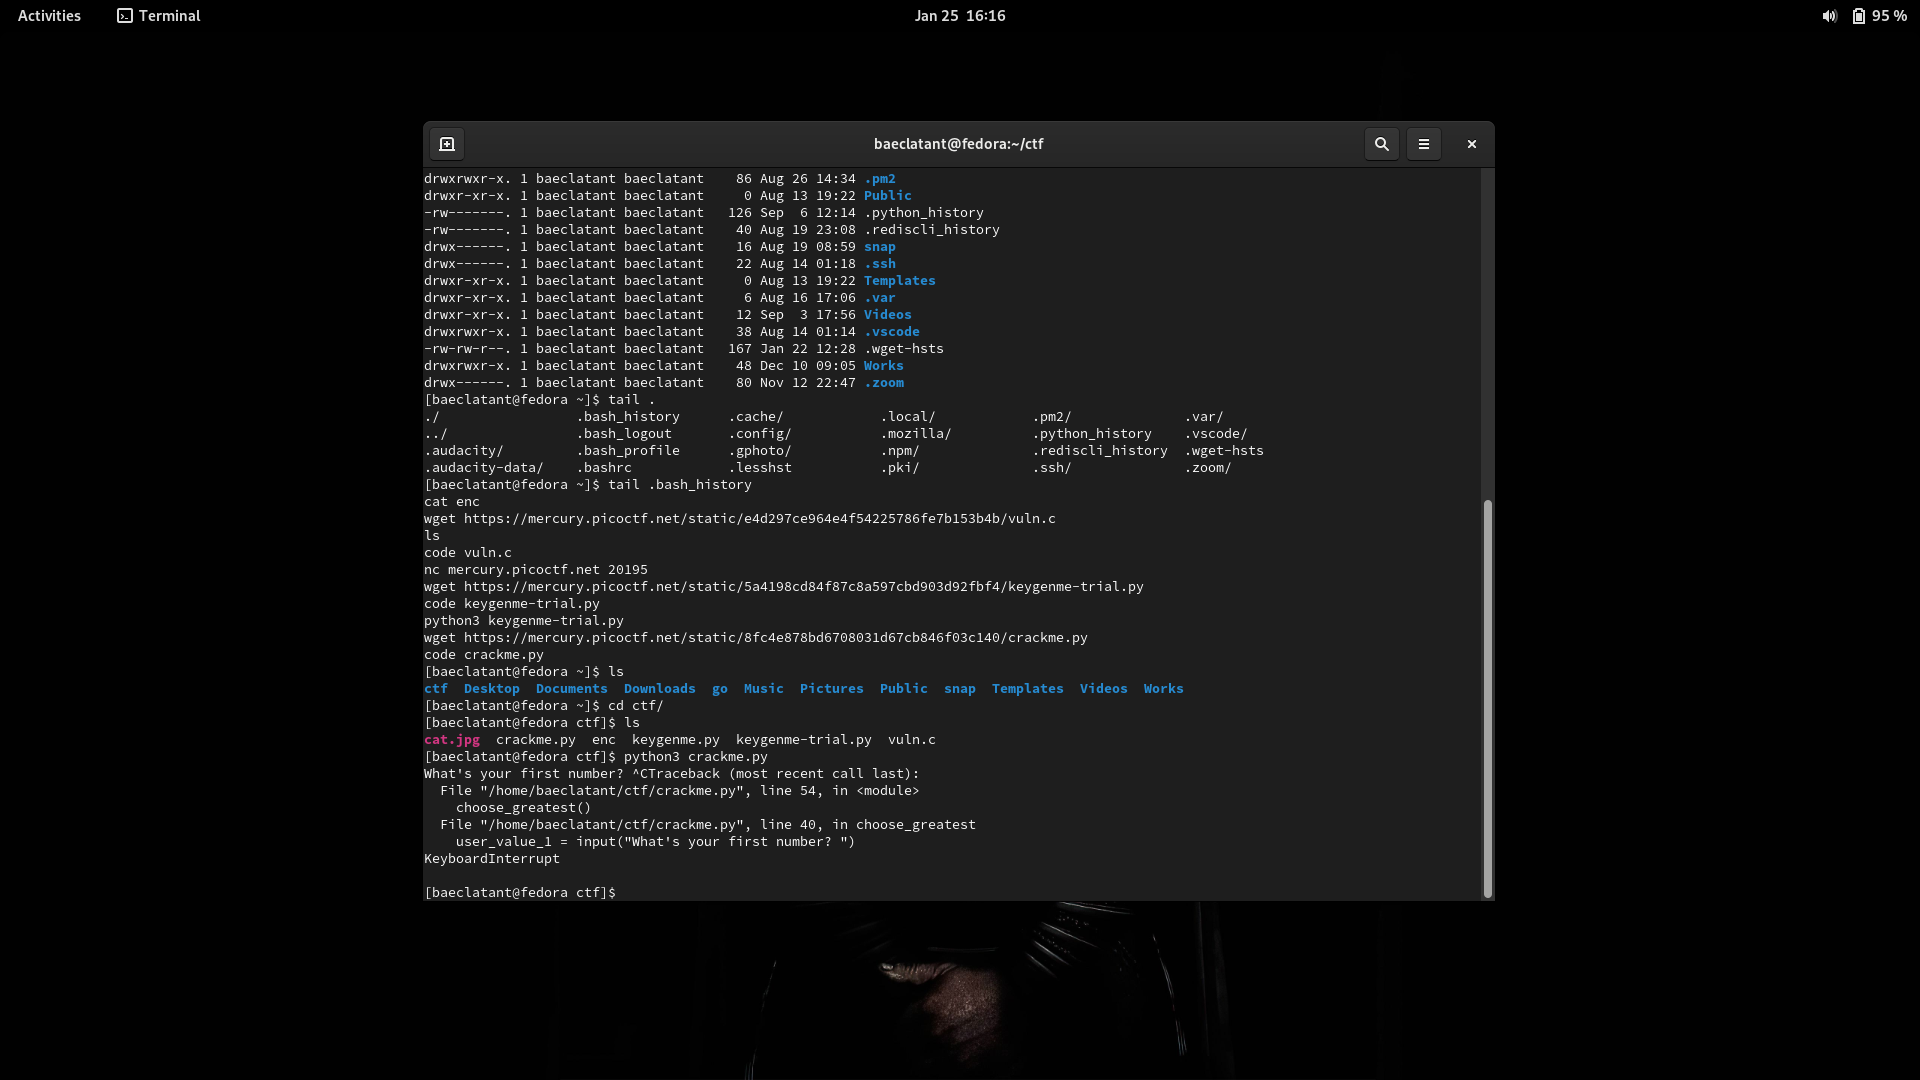 Activities Terminal Jan 25 16:16 95 %
baeclatant@fedora:~/ctf
drwxrwxr-x. 1 baeclatant baeclatant    86 Aug 26 14:34 .pm2
drwxr-xr-x. 1 baeclatant baeclatant     0 Aug 13 19:22 Public
-rw-------. 1 baeclatant baeclatant   126 Sep  6 12:14 .python_history
-rw-------. 1 baeclatant baeclatant    40 Aug 19 23:08 .rediscli_history
drwx------. 1 baeclatant baeclatant    16 Aug 19 08:59 snap
drwx------. 1 baeclatant baeclatant    22 Aug 14 01:18 .ssh
drwxr-xr-x. 1 baeclatant baeclatant     0 Aug 13 19:22 Templates
drwxr-xr-x. 1 baeclatant baeclatant     6 Aug 16 17:06 .var
drwxr-xr-x. 1 baeclatant baeclatant    12 Sep  3 17:56 Videos
drwxrwxr-x. 1 baeclatant baeclatant    38 Aug 14 01:14 .vscode
-rw-rw-r--. 1 baeclatant baeclatant   167 Jan 22 12:28 .wget-hsts
drwxrwxr-x. 1 baeclatant baeclatant    48 Dec 10 09:05 Works
drwx------. 1 baeclatant baeclatant    80 Nov 12 22:47 .zoom
[baeclatant@fedora ~]$ tail .
./                 .bash_history      .cache/            .local/            .pm2/              .var/
../                .bash_logout       .config/           .mozilla/          .python_history    .vscode/
.audacity/         .bash_profile      .gphoto/           .npm/              .rediscli_history  .wget-hsts
.audacity-data/    .bashrc            .lesshst           .pki/              .ssh/              .zoom/
[baeclatant@fedora ~]$ tail .bash_history
cat enc
wget https://mercury.picoctf.net/static/e4d297ce964e4f54225786fe7b153b4b/vuln.c
ls
code vuln.c
nc mercury.picoctf.net 20195
wget https://mercury.picoctf.net/static/5a4198cd84f87c8a597cbd903d92fbf4/keygenme-trial.py
code keygenme-trial.py
python3 keygenme-trial.py
wget https://mercury.picoctf.net/static/8fc4e878bd6708031d67cb846f03c140/crackme.py
code crackme.py
[baeclatant@fedora ~]$ ls
ctf  Desktop  Documents  Downloads  go  Music  Pictures  Public  snap  Templates  Videos  Works
[baeclatant@fedora ~]$ cd ctf/
[baeclatant@fedora ctf]$ ls
cat.jpg  crackme.py  enc  keygenme.py  keygenme-trial.py  vuln.c
[baeclatant@fedora ctf]$ python3 crackme.py
What's your first number? ^CTraceback (most recent call last):
  File "/home/baeclatant/ctf/crackme.py", line 54, in <module>
    choose_greatest()
  File "/home/baeclatant/ctf/crackme.py", line 40, in choose_greatest
    user_value_1 = input("What's your first number? ")
KeyboardInterrupt
[baeclatant@fedora ctf]$